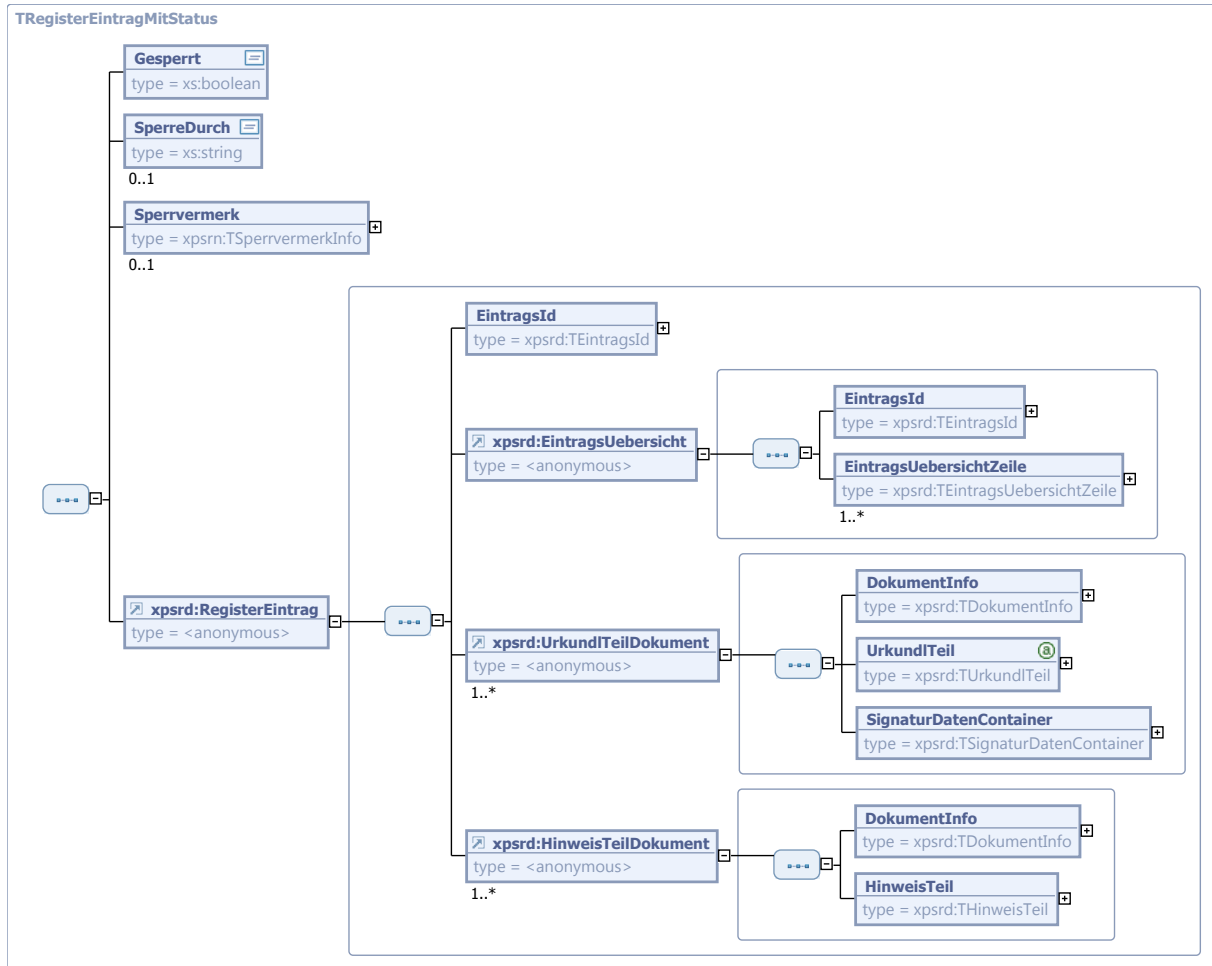 TRegisterEintragMitStatus
Gesperrt
type = xs:boolean
SperreDurch
type = xs:string
0..1
Sperrvermerk
type = xpsrn:TSperrvermerkInfo
0..1
EintragsId
type = xpsrd:TEintragsId
EintragsId
type = xpsrd:TEintragsId
xpsrd:EintragsUebersicht
type = <anonymous>
EintragsUebersichtZeile
type = xpsrd:TEintragsUebersichtZeile
1..*
xpsrd:RegisterEintrag
type = <anonymous>
DokumentInfo
type = xpsrd:TDokumentInfo
xpsrd:UrkundlTeilDokument
type = <anonymous>
1..*
UrkundlTeil
a
type = xpsrd:TUrkundlTeil
SignaturDatenContainer
type = xpsrd:TSignaturDatenContainer
DokumentInfo
type = xpsrd:TDokumentInfo
xpsrd:HinweisTeilDokument
type = <anonymous>
1..*
HinweisTeil
type = xpsrd:THinweisTeil